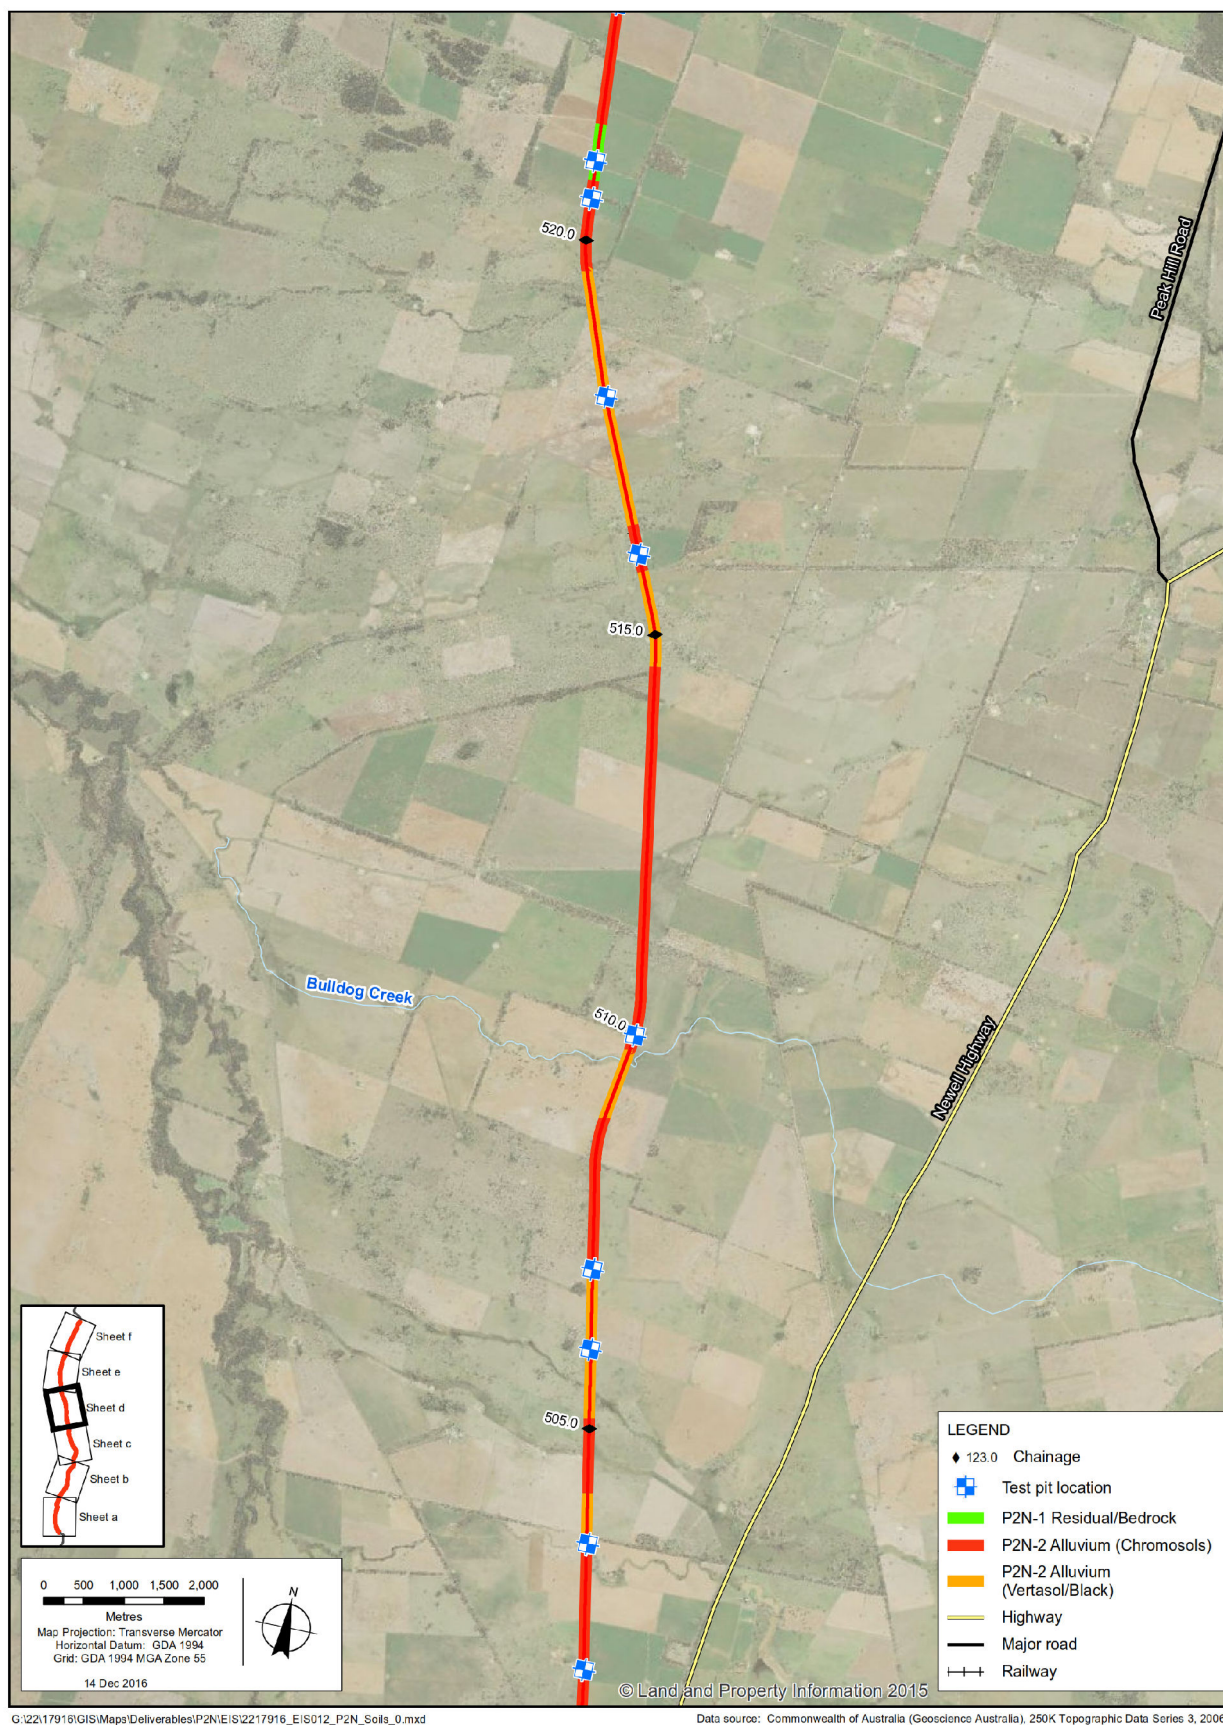 520.0
Peak Hill Road
515.0
Bulldog Creek
510.0
Newell Highway
505.0
Sheet f
Sheet e
Sheet d
Sheet c
Sheet b
Sheet a
LEGEND
123.0 Chainage
Test pit location
P2N-1 Residual/Bedrock
P2N-2 Alluvium (Chromosols)
P2N-2 Alluvium
(Vertasol/Black)
Highway
Major road
Railway
0 500 1,000 1,500 2,000
Metres
Map Projection: Transverse Mercator
Horizontal Datum: GDA 1994
Grid: GDA 1994 MGA Zone 55
14 Dec 2016
N
© Land and Property Information 2015
G:\22\17916\GIS\Maps\Deliverables\P2N\EIS\2217916_EIS012_P2N_Soils_0.mxd
Data source: Commonwealth of Australia (Geoscience Australia), 250K Topographic Data Series 3, 2006